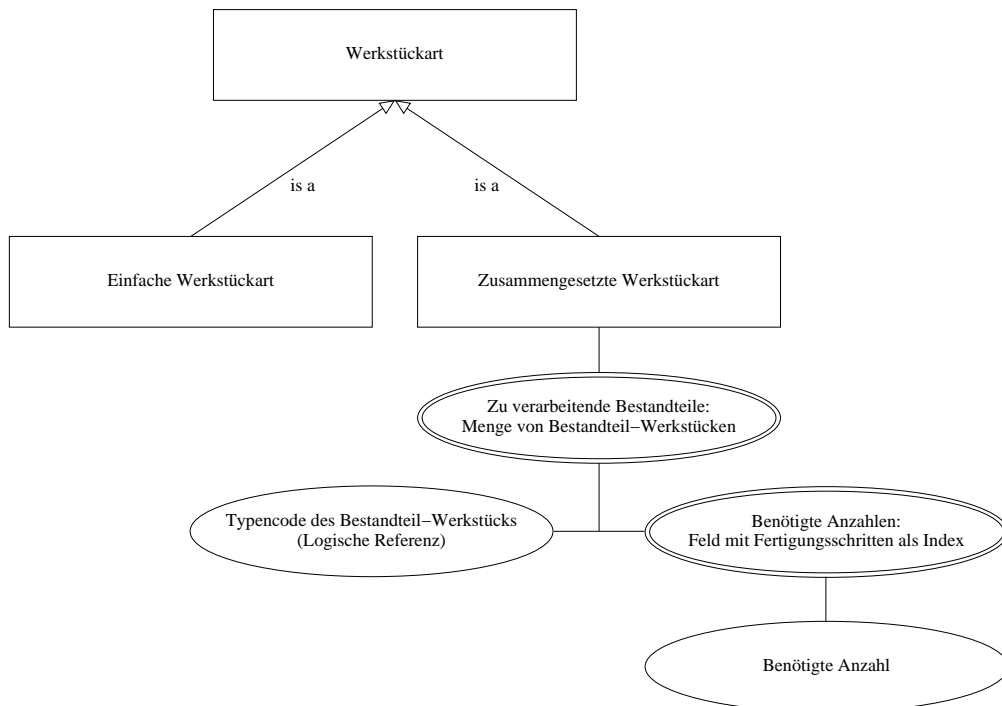 Werkstückart
is a
is a
Einfache Werkstückart
Zusammengesetzte Werkstückart
Zu verarbeitende Bestandteile:
Menge von Bestandteil−Werkstücken
Typencode des Bestandteil−Werkstücks
(Logische Referenz)
Benötigte Anzahlen:
Feld mit Fertigungsschritten als Index
Benötigte Anzahl